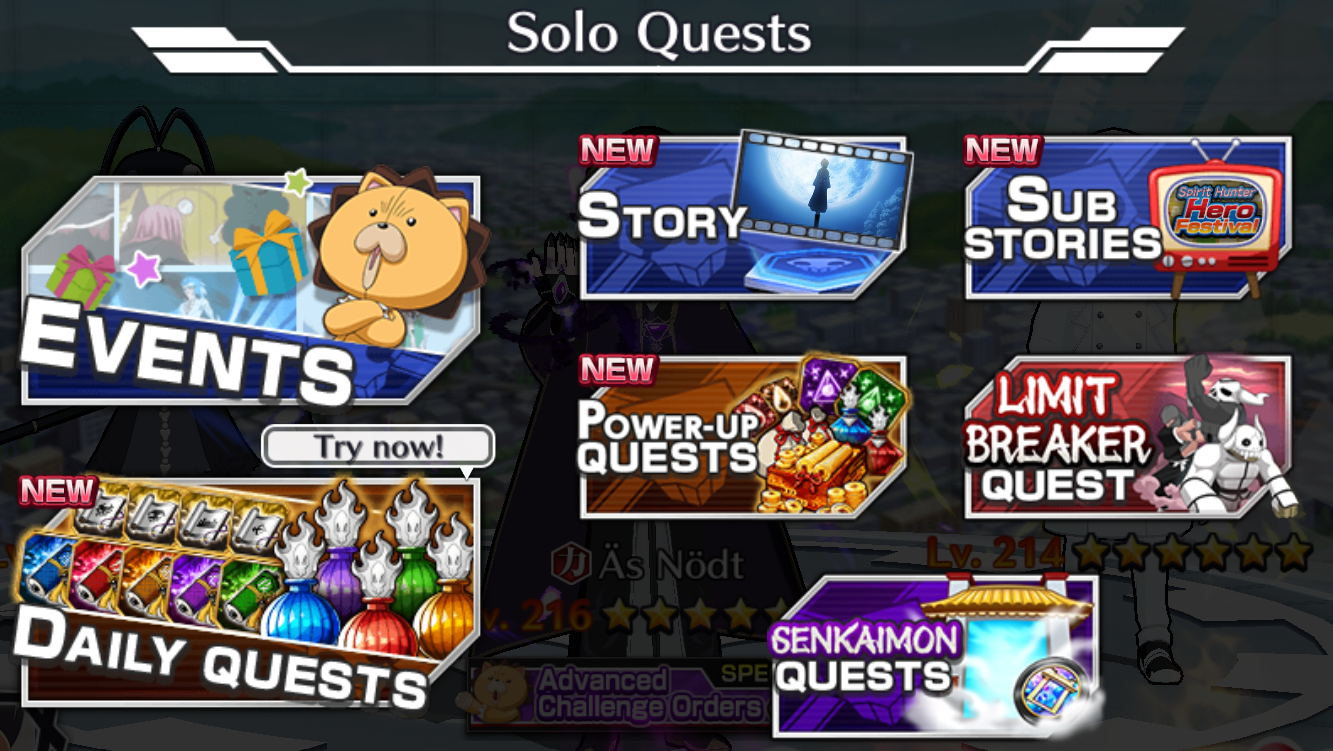 Solo Quests
EVENTS
NEW
STORY
NEW
SUB
STORIES
Spirit Hunter
Hero
Festival
Try now!
NEW
DAILY QUESTS
NEW
POWER-UP
QUESTS
LIMIT
BREAKER
QUEST
力 Äs Nödt
Lv. 214
v. 216
SENKAIMON
QUESTS
Advanced
Challenge Orders
SPE